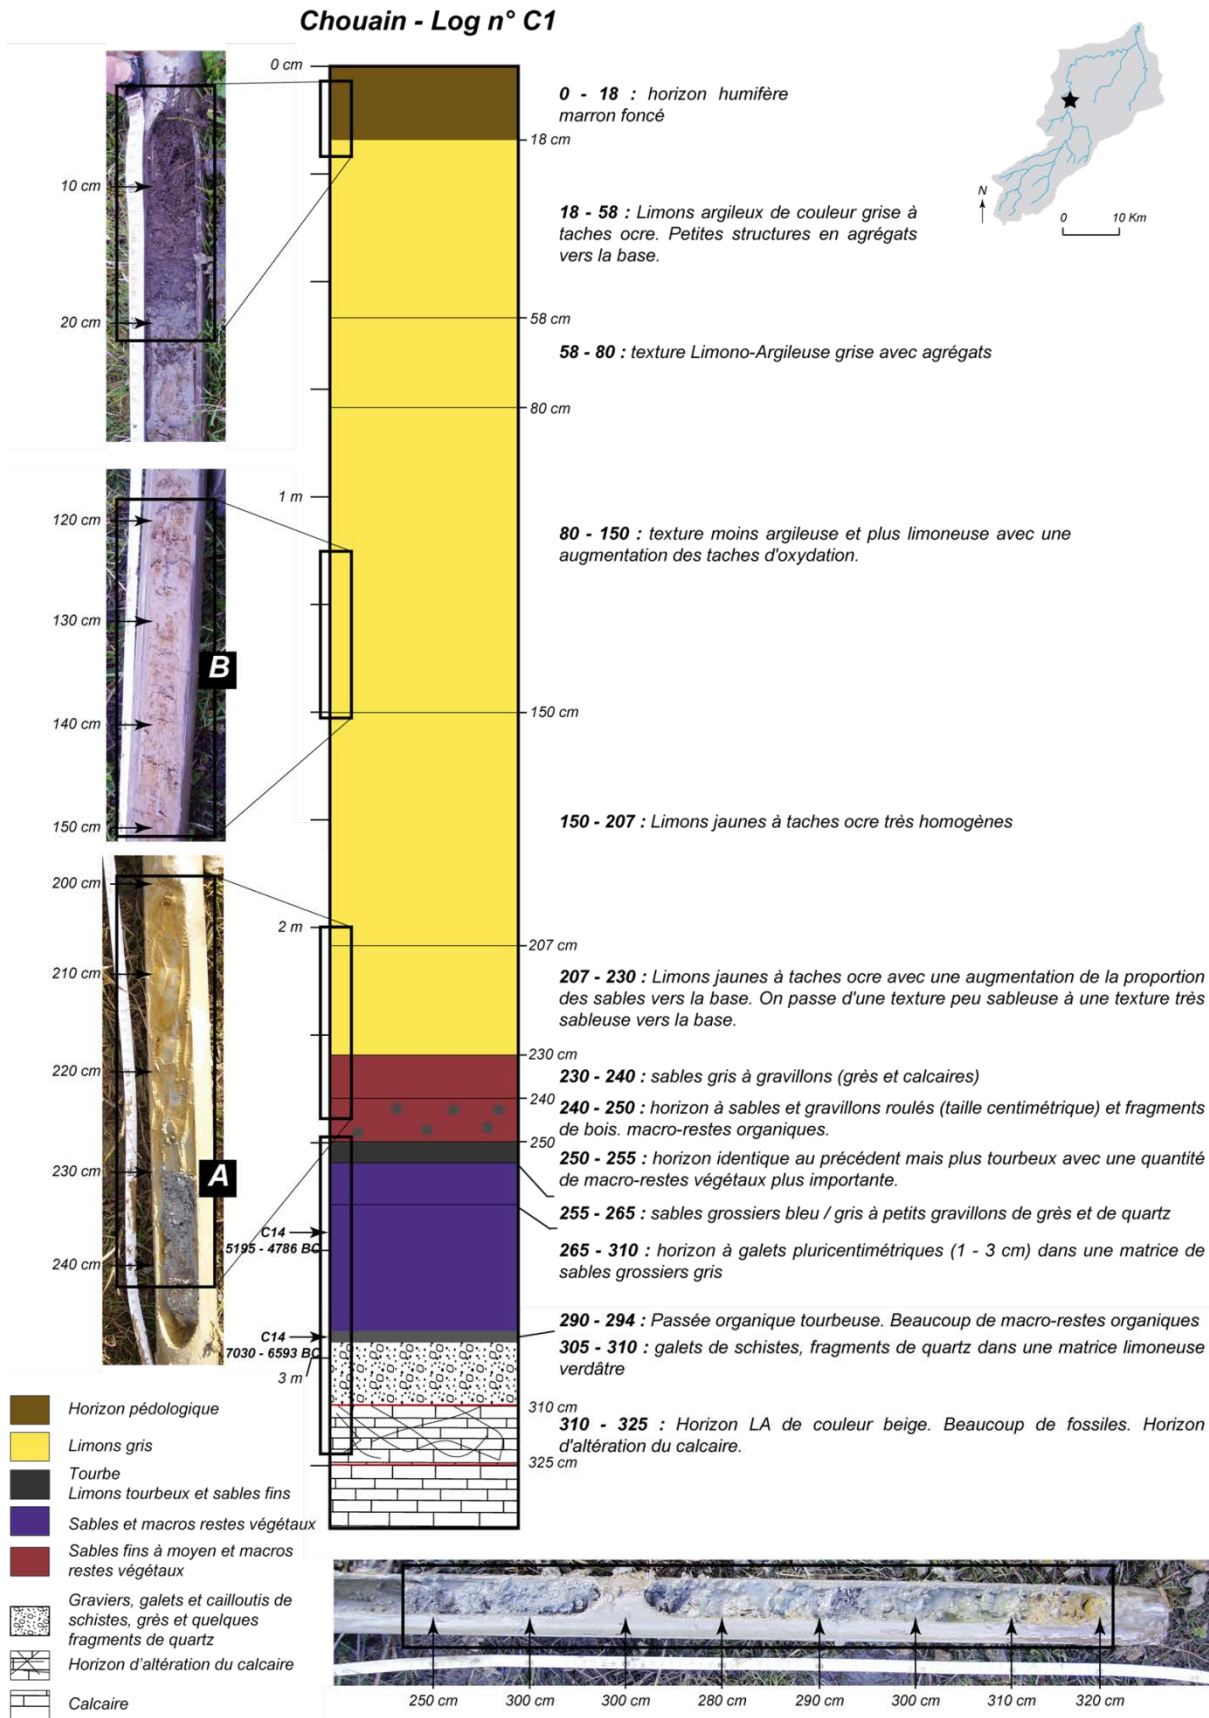 Chouain - Log n° C1
0 cm
18 cm
58 cm
80 cm
1 m
150 cm
2 m
207 cm
230 cm
240
250
C14
5195 - 4786 BC
C14
7030 - 6593 BC
3 m
310 cm
325 cm
10 cm
20 cm
120 cm
130 cm
140 cm
150 cm
B
200 cm
210 cm
220 cm
230 cm
240 cm
A
0 - 18 : horizon humifère
marron foncé
18 - 58 : Limons argileux de couleur grise à
taches ocre. Petites structures en agrégats
vers la base.
58 - 80 : texture Limono-Argileuse grise avec agrégats
80 - 150 : texture moins argileuse et plus limoneuse avec une
augmentation des taches d'oxydation.
150 - 207 : Limons jaunes à taches ocre très homogènes
207 - 230 : Limons jaunes à taches ocre avec une augmentation de la proportion
des sables vers la base. On passe d'une texture peu sableuse à une texture très
sableuse vers la base.
230 - 240 : sables gris à gravillons (grès et calcaires)
240 - 250 : horizon à sables et gravillons roulés (taille centimétrique) et fragments
de bois. macro-restes organiques.
250 - 255 : horizon identique au précédent mais plus tourbeux avec une quantité
de macro-restes végétaux plus importante.
255 - 265 : sables grossiers bleu / gris à petits gravillons de grès et de quartz
265 - 310 : horizon à galets pluricentimétriques (1 - 3 cm) dans une matrice de
sables grossiers gris
290 - 294 : Passée organique tourbeuse. Beaucoup de macro-restes organiques
305 - 310 : galets de schistes, fragments de quartz dans une matrice limoneuse
verdâtre
310 - 325 : Horizon LA de couleur beige. Beaucoup de fossiles. Horizon
d'altération du calcaire.
N
0 10 Km
Horizon pédologique
Limons gris
Tourbe
Limons tourbeux et sables fins
Sables et macros restes végétaux
Sables fins à moyen et macros
restes végétaux
Graviers, galets et cailloutis de
schistes, grès et quelques
fragments de quartz
Horizon d'altération du calcaire
Calcaire
250 cm 300 cm 300 cm 280 cm 290 cm 300 cm 310 cm 320 cm